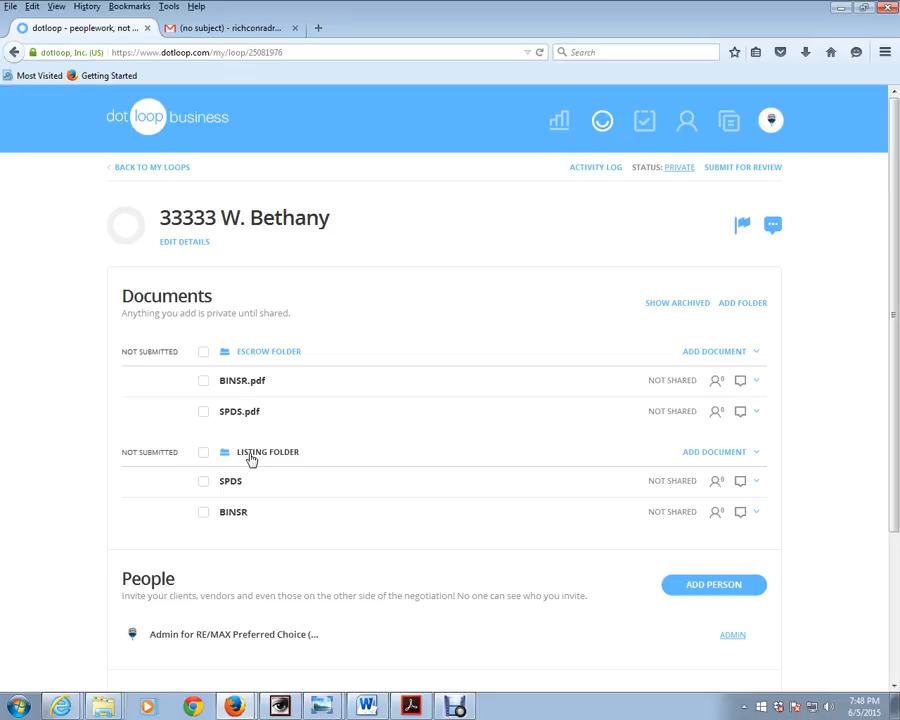 File Edit View History Bookmarks Tools Help
dotloop - peoplework, not ... × (no subject) - richconradr... × +
dotloop, Inc. (US) https://www.dotloop.com/my/loop/25081976 Search
Most Visited Getting Started
dot loop business
BACK TO MY LOOPS ACTIVITY LOG STATUS: PRIVATE SUBMIT FOR REVIEW
33333 W. Bethany
EDIT DETAILS
Documents
Anything you add is private until shared.
SHOW ARCHIVED ADD FOLDER
NOT SUBMITTED ESCROW FOLDER ADD DOCUMENT
BINSR.pdf NOT SHARED 0
SPDS.pdf NOT SHARED 0
NOT SUBMITTED LISTING FOLDER ADD DOCUMENT
SPDS NOT SHARED 0
BINSR NOT SHARED 0
People
Invite your clients, vendors and even those on the other side of the negotiation! No one can see who you invite.
ADD PERSON
Admin for RE/MAX Preferred Choice (... ADMIN
7:48 PM
6/5/2015